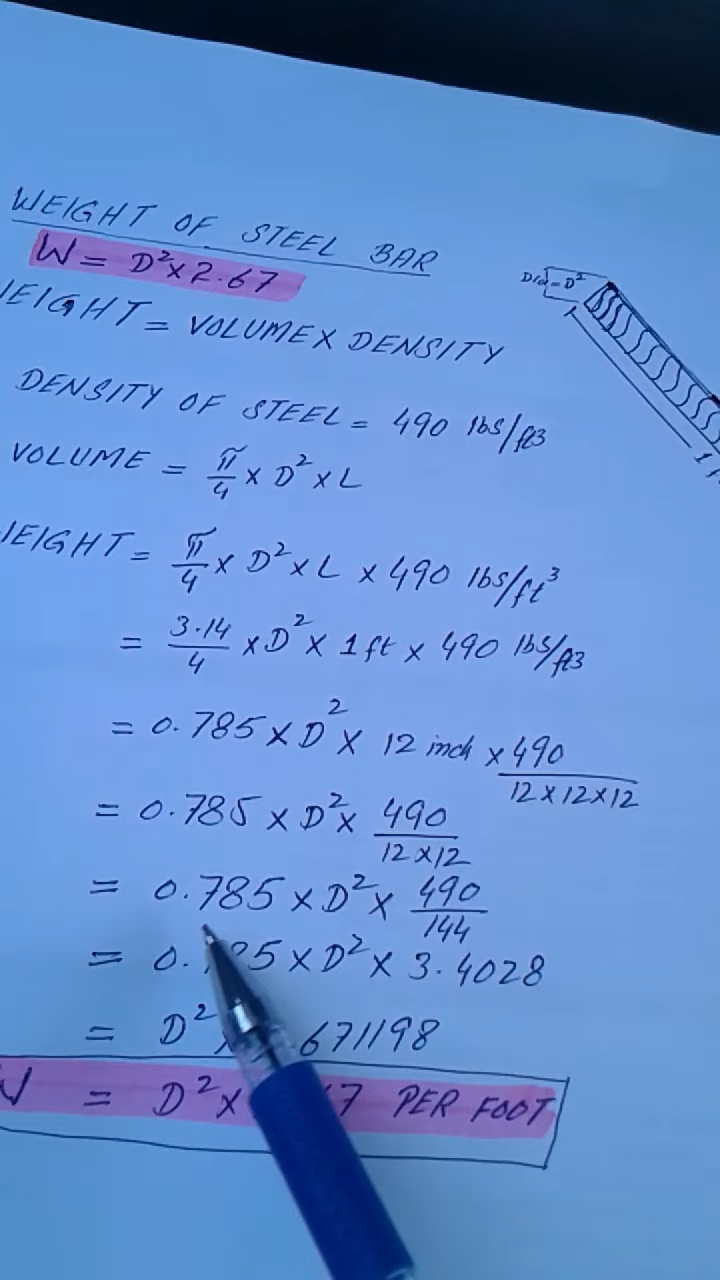 WEIGHT OF STEEL BAR
W = D²x2.67
Dia = D²
EIGHT = VOLUME X DENSITY
DENSITY OF STEEL = 490 lbs/ft3
VOLUME = π/4 x D² x L
EIGHT = π/4 x D² x L x 490 lbs/ft³
= 3.14/4 x D² x 1 ft x 490 lbs/ft3
= 0.785 x D² x 12 inch x 490/12x12x12
= 0.785 x D² x 490/12x12
= 0.785 x D² x 490/144
= 0. 85 x D² x 3.4028
= D² 671198
W = D² x 7 PER FOOT